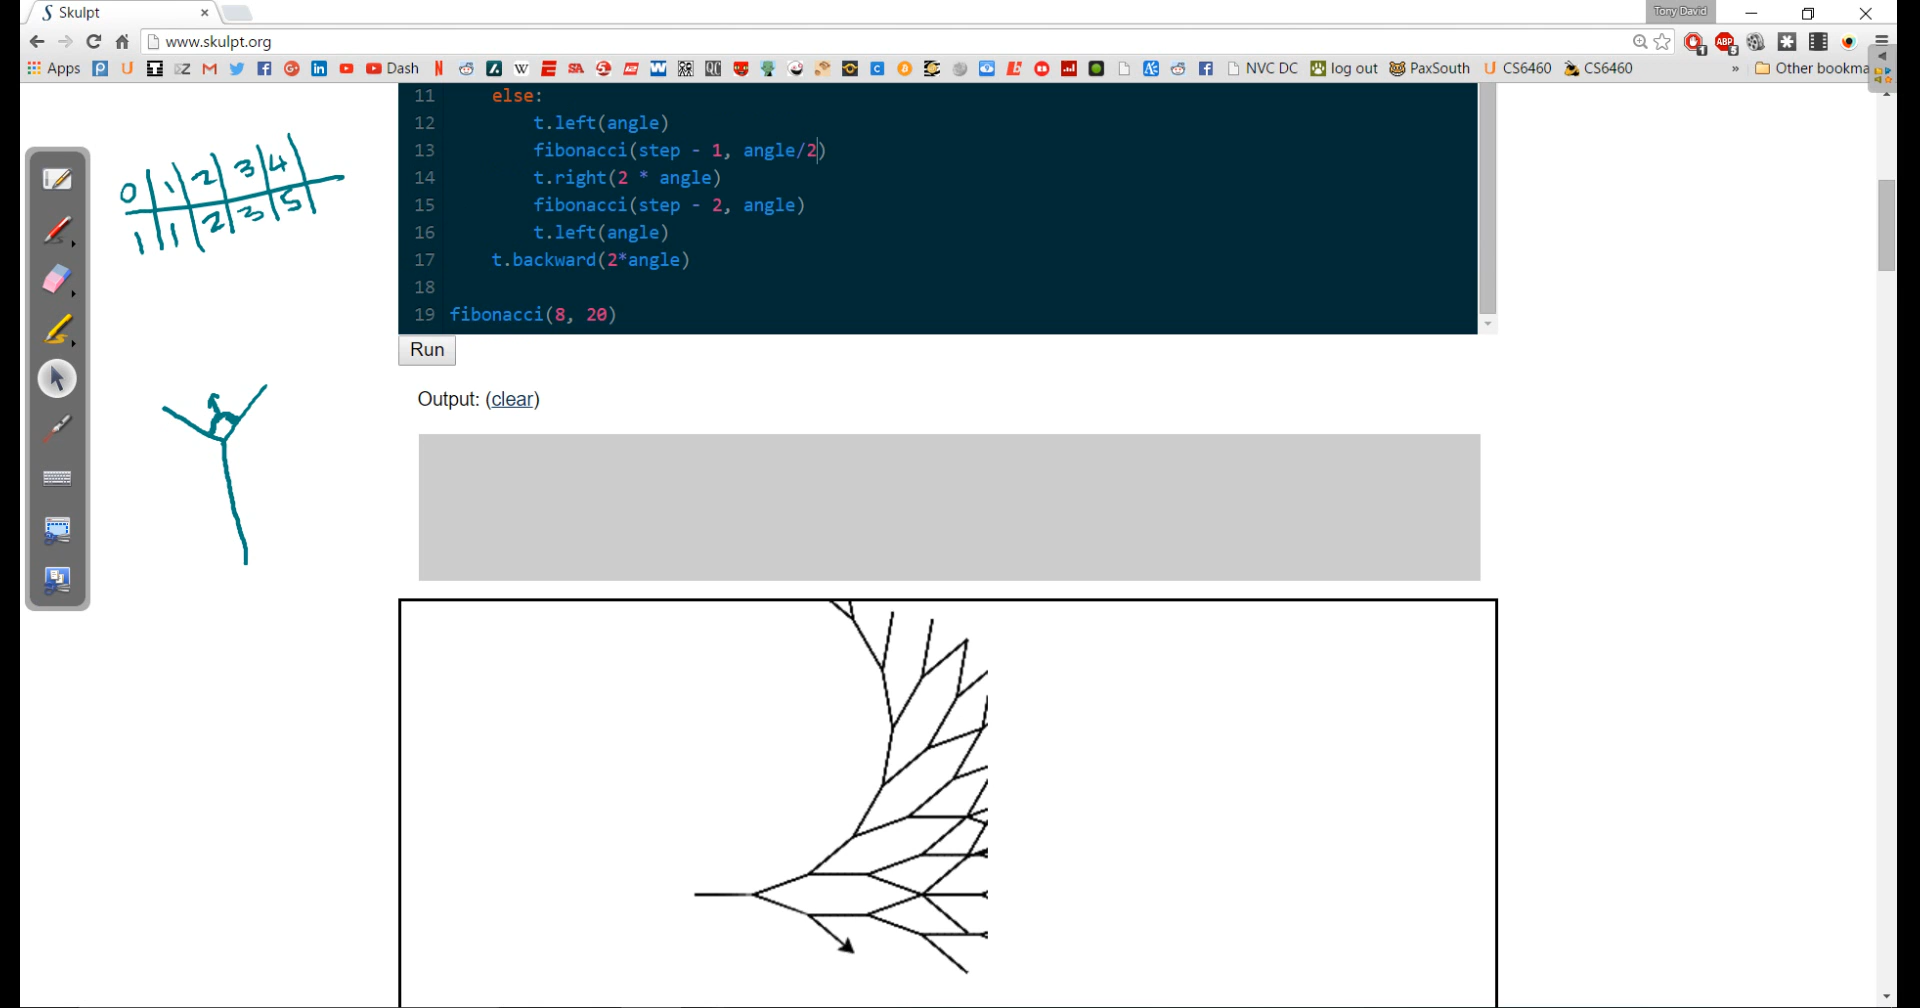 Skulpt
Tony David
www.skulpt.org
Apps
Dash
NVC DC
log out
PaxSouth
CS6460
CS6460
»
Other bookma
11 else:
12 t.left(angle)
13 fibonacci(step - 1, angle/2)
14 t.right(2 * angle)
15 fibonacci(step - 2, angle)
16 t.left(angle)
17 t.backward(2*angle)
18
19 fibonacci(8, 20)
0 1 2 3 4
1 1 2 3 5
Run
Output: (clear)